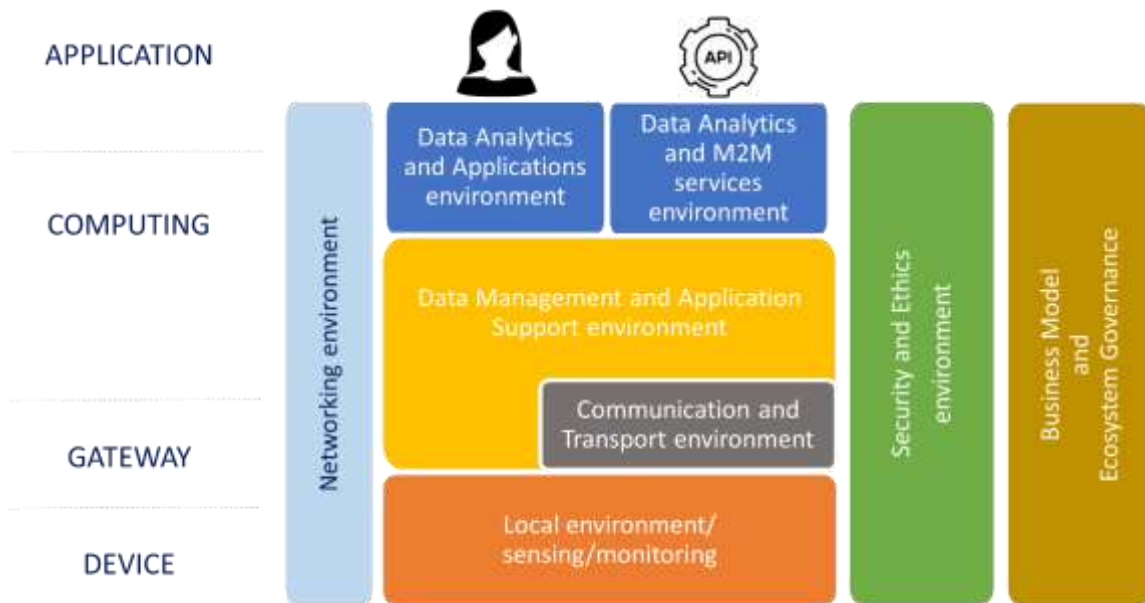 APPLICATION
COMPUTING
GATEWAY
DEVICE
Networking environment
API
Data Analytics
and Applications
environment
Data Analytics
and M2M
services
environment
Data Management and Application
Support environment
Communication and
Transport environment
Local environment/
sensing/monitoring
Security and Ethics
environment
Business Model
and
Ecosystem Governance